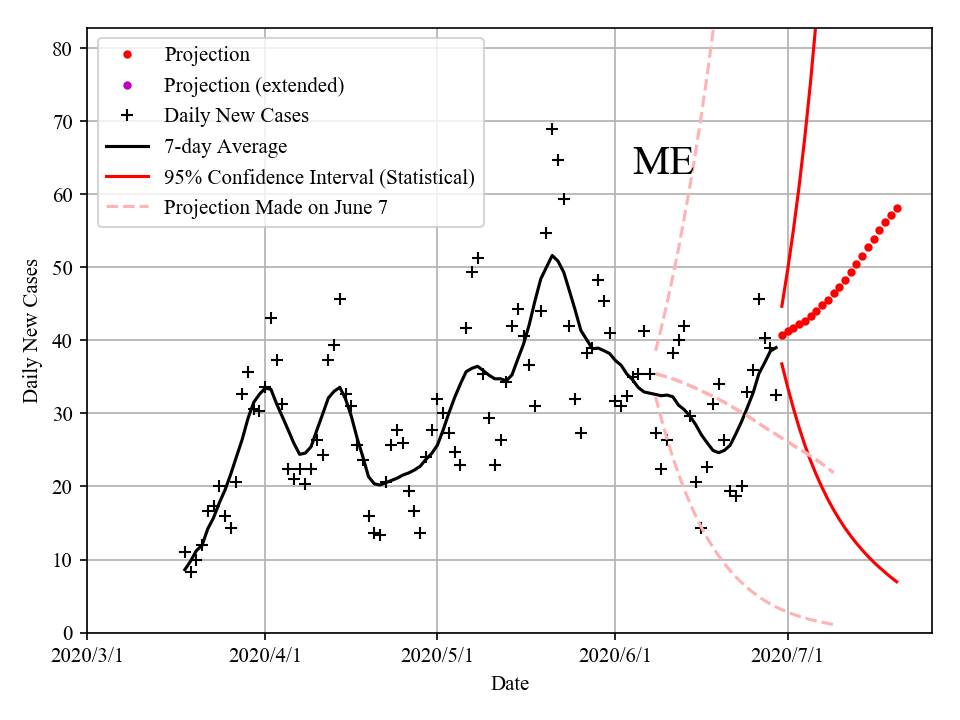 Projection
Projection (extended)
Daily New Cases
7-day Average
95% Confidence Interval (Statistical)
Projection Made on June 7
ME
Daily New Cases
80
70
60
50
40
30
20
10
0
2020/3/1 2020/4/1 2020/5/1 2020/6/1 2020/7/1
Date